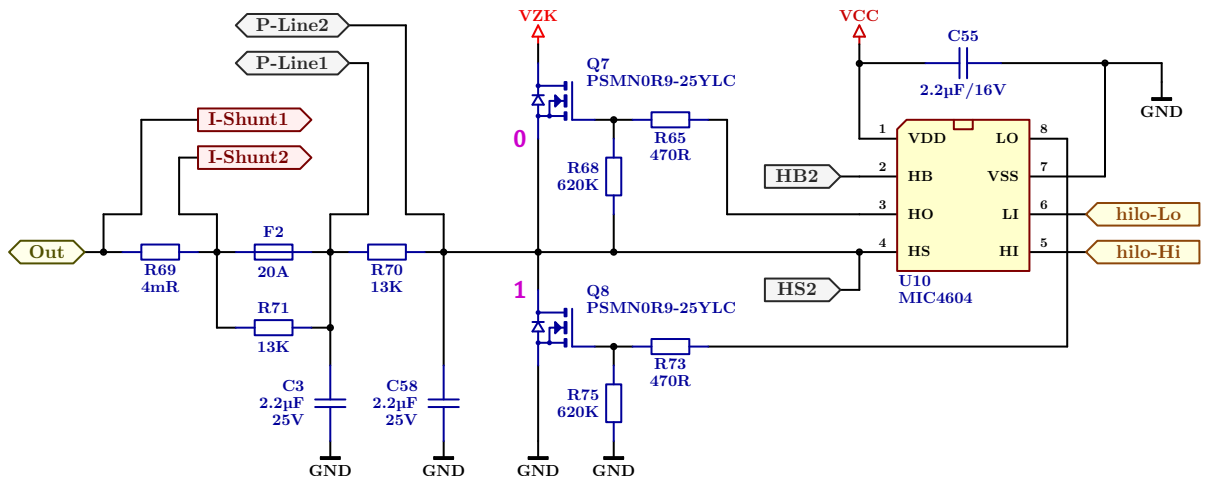 P-Line2
P-Line1
I-Shunt1
I-Shunt2
Out
R69
4mR
F2
20A
R71
13K
R70
13K
C3
2.2µF
25V
GND
C58
2.2µF
25V
GND
VZK
Q7
PSMN0R9-25YLC
0
R65
470R
R68
620K
1
Q8
PSMN0R9-25YLC
R73
470R
R75
620K
GND
GND
VCC
C55
2.2µF/16V
GND
HB2
HS2
1
2
3
4
VDD
HB
HO
HS
LO
VSS
LI
HI
8
7
6
5
hilo-Lo
hilo-Hi
U10
MIC4604